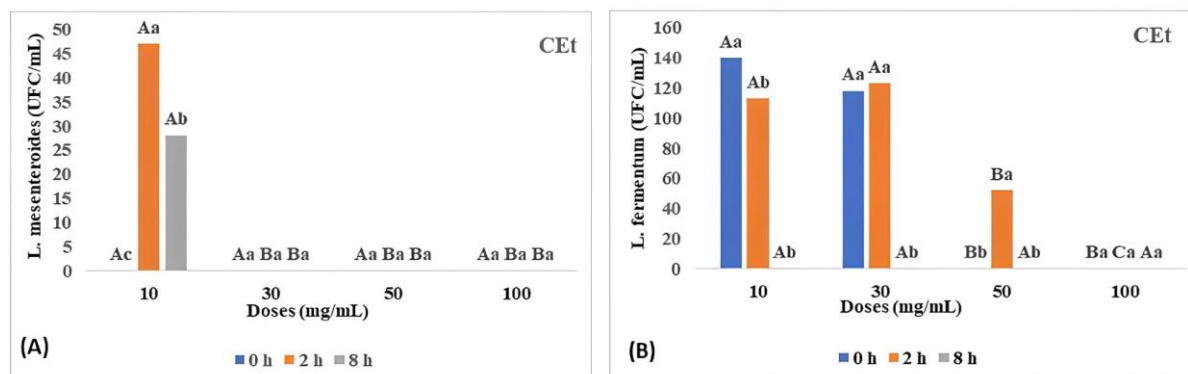 CEt
L. mesenteroides (UFC/mL)
50
45
40
35
30
25
20
15
10
5
0
Aa
Ab
Ac
Aa Ba Ba
Aa Ba Ba
Aa Ba Ba
10 30 50 100
Doses (mg/mL)
(A)
0 h 2 h 8 h
CEt
L. fermentum (UFC/mL)
160
140
120
100
80
60
40
20
0
Aa
Ab
Ab
Aa
Aa
Ab
Bb
Ba
Ab
Ba Ca Aa
10 30 50 100
Doses (mg/mL)
(B)
0 h 2 h 8 h